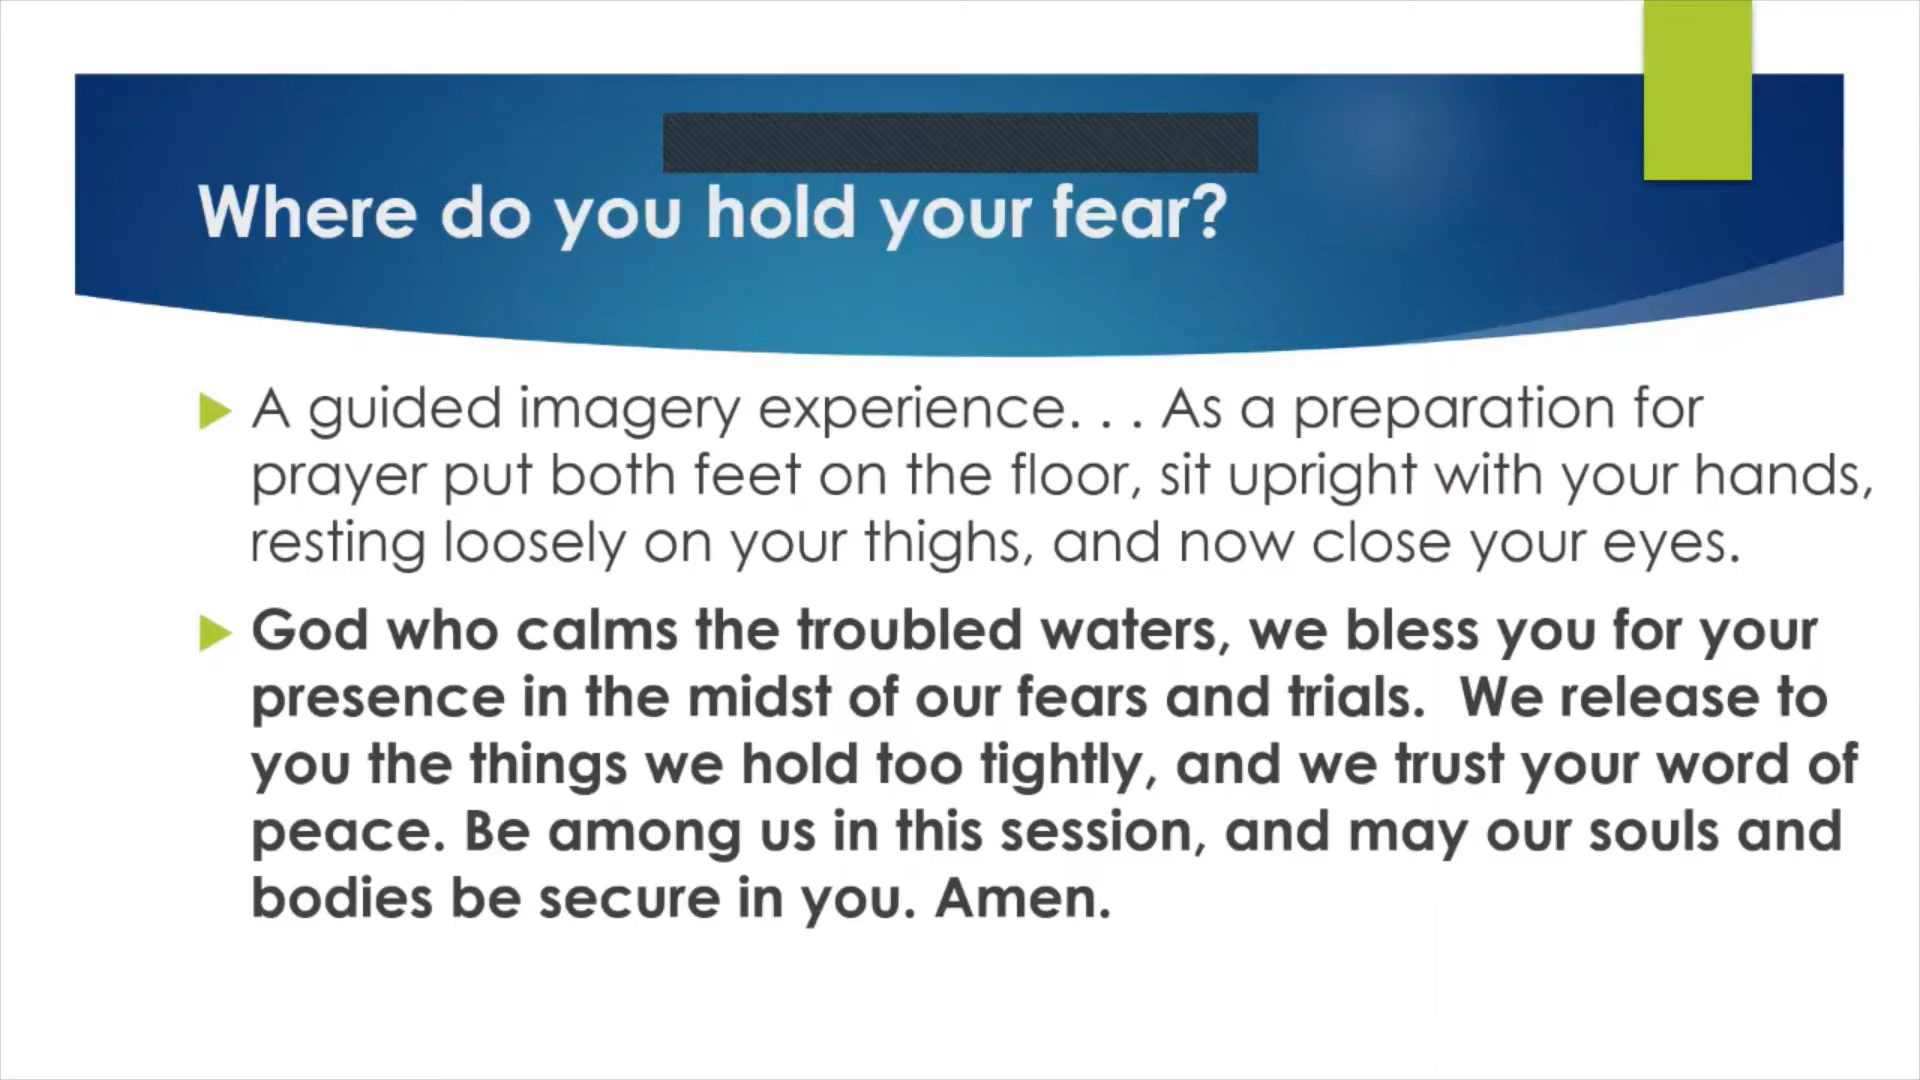 Where do you hold your fear?
A guided imagery experience. . . As a preparation for
prayer put both feet on the floor, sit upright with your hands,
resting loosely on your thighs, and now close your eyes.
God who calms the troubled waters, we bless you for your
presence in the midst of our fears and trials.  We release to
you the things we hold too tightly, and we trust your word of
peace. Be among us in this session, and may our souls and
bodies be secure in you. Amen.